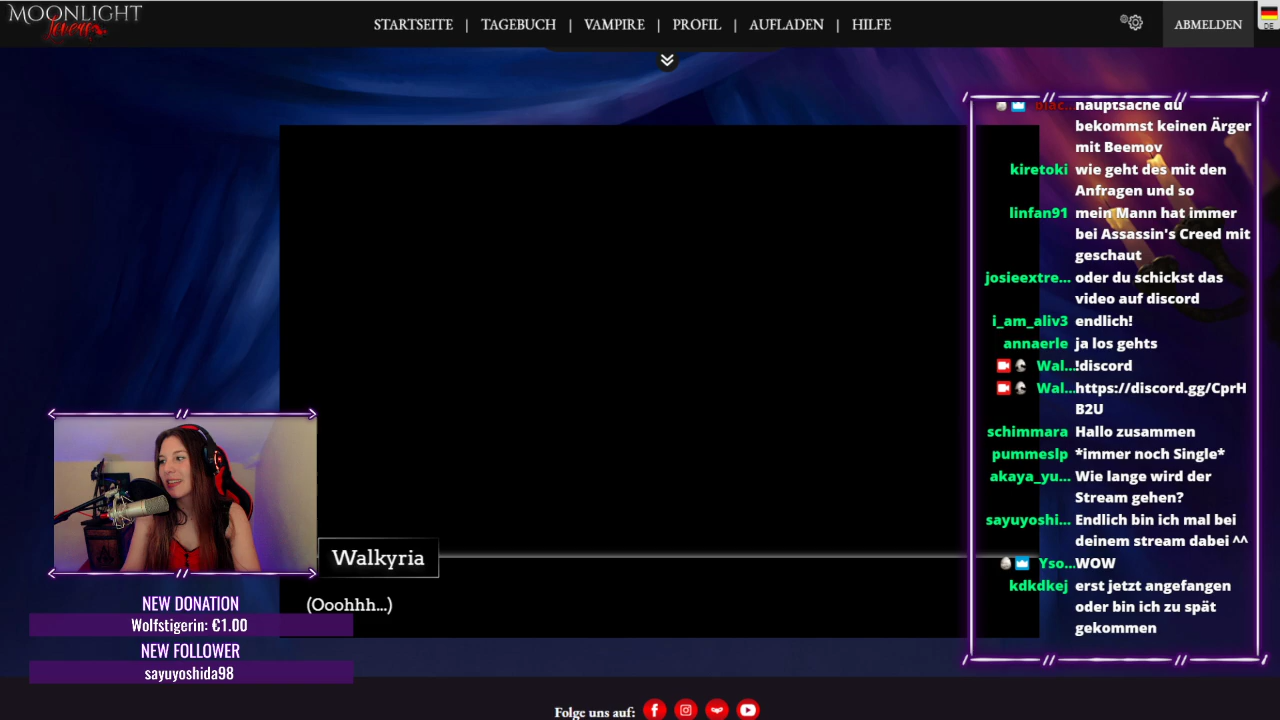 MOONLIGHT
Lovers
STARTSEITE | TAGEBUCH | VAMPIRE | PROFIL | AUFLADEN | HILFE
ABMELDEN
DE
blac... hauptsache du
bekommst keinen Ärger
mit Beemov
kiretoki wie geht des mit den
Anfragen und so
linfan91 mein Mann hat immer
bei Assassin's Creed mit
geschaut
josieextre... oder du schickst das
video auf discord
i_am_aliv3 endlich!
annaerle ja los gehts
Wal... !discord
Wal... https://discord.gg/CprH
B2U
schimmara Hallo zusammen
pummeslp *immer noch Single*
akaya_yu... Wie lange wird der
Stream gehen?
sayuyoshi... Endlich bin ich mal bei
deinem stream dabei ^^
Yso... WOW
kdkdkej erst jetzt angefangen
oder bin ich zu spät
gekommen
Walkyria
(Ooohhh...)
NEW DONATION
Wolfstigerin: €1.00
NEW FOLLOWER
sayuyoshida98
Folge uns auf: